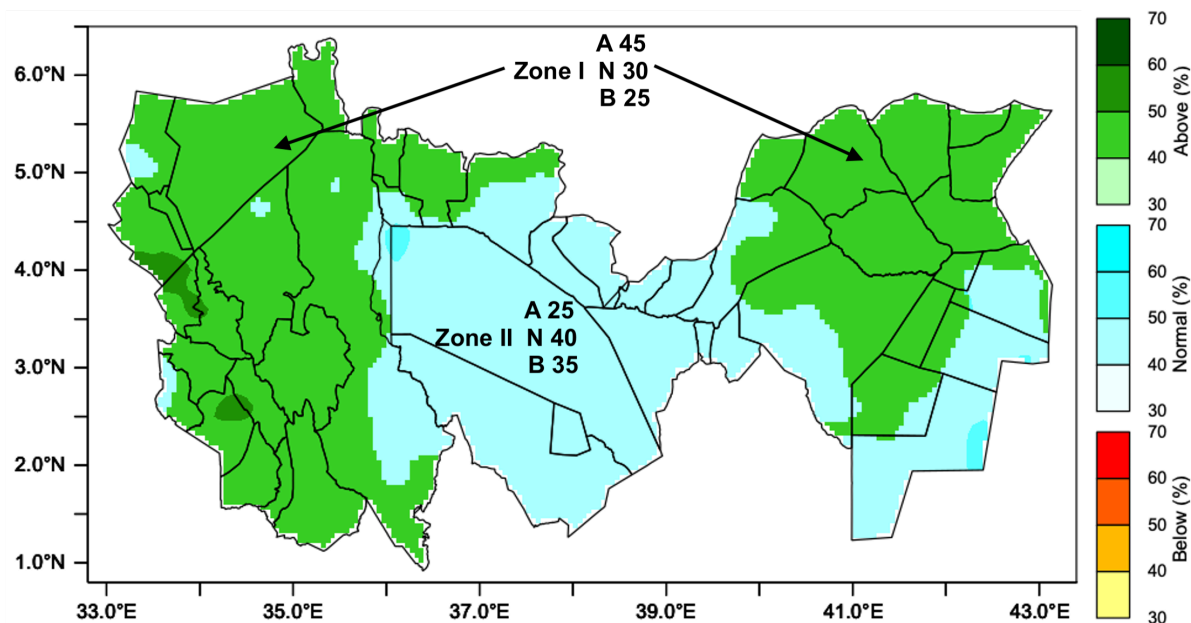 A 45
Zone I N 30
B 25
A 25
Zone II N 40
B 35
6.0°N
5.0°N
4.0°N
3.0°N
2.0°N
1.0°N
33.0°E 35.0°E 37.0°E 39.0°E 41.0°E 43.0°E
70
60
50
40
30
Above (%)
70
60
50
40
30
Normal (%)
70
60
50
40
30
Below (%)